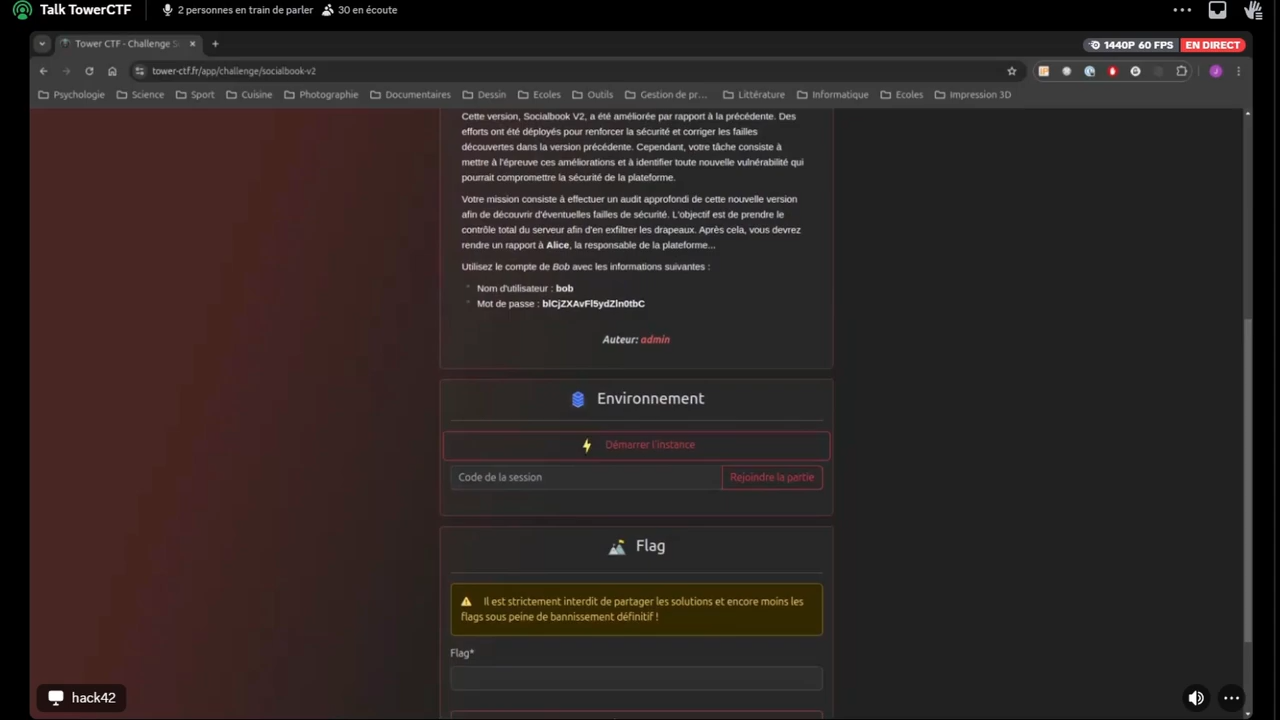 Talk TowerCTF
2 personnes en train de parler
30 en écoute
Tower CTF - Challenge S
1440P 60 FPS
EN DIRECT
tower-ctf.fr/app/challenge/socialbook-v2
Psychologie
Science
Sport
Cuisine
Photographie
Documentaires
Dessin
Ecoles
Outils
Gestion de pr…
Littérature
Informatique
Ecoles
Impression 3D
Cette version, Socialbook V2, a été améliorée par rapport à la précédente. Des
efforts ont été déployés pour renforcer la sécurité et corriger les failles
découvertes dans la version précédente. Cependant, votre tâche consiste à
mettre à l'épreuve ces améliorations et à identifier toute nouvelle vulnérabilité qui
pourrait compromettre la sécurité de la plateforme.
Votre mission consiste à effectuer un audit approfondi de cette nouvelle version
afin de découvrir d'éventuelles failles de sécurité. L'objectif est de prendre le
contrôle total du serveur afin d'en exfiltrer les drapeaux. Après cela, vous devrez
rendre un rapport à Alice, la responsable de la plateforme...
Utilisez le compte de Bob avec les informations suivantes :
Nom d'utilisateur : bob
Mot de passe : blCjZXAvFl5ydZln0tbC
Auteur: admin
Environnement
Démarrer l'instance
Code de la session
Rejoindre la partie
Flag
Il est strictement interdit de partager les solutions et encore moins les
flags sous peine de bannissement définitif !
Flag*
hack42